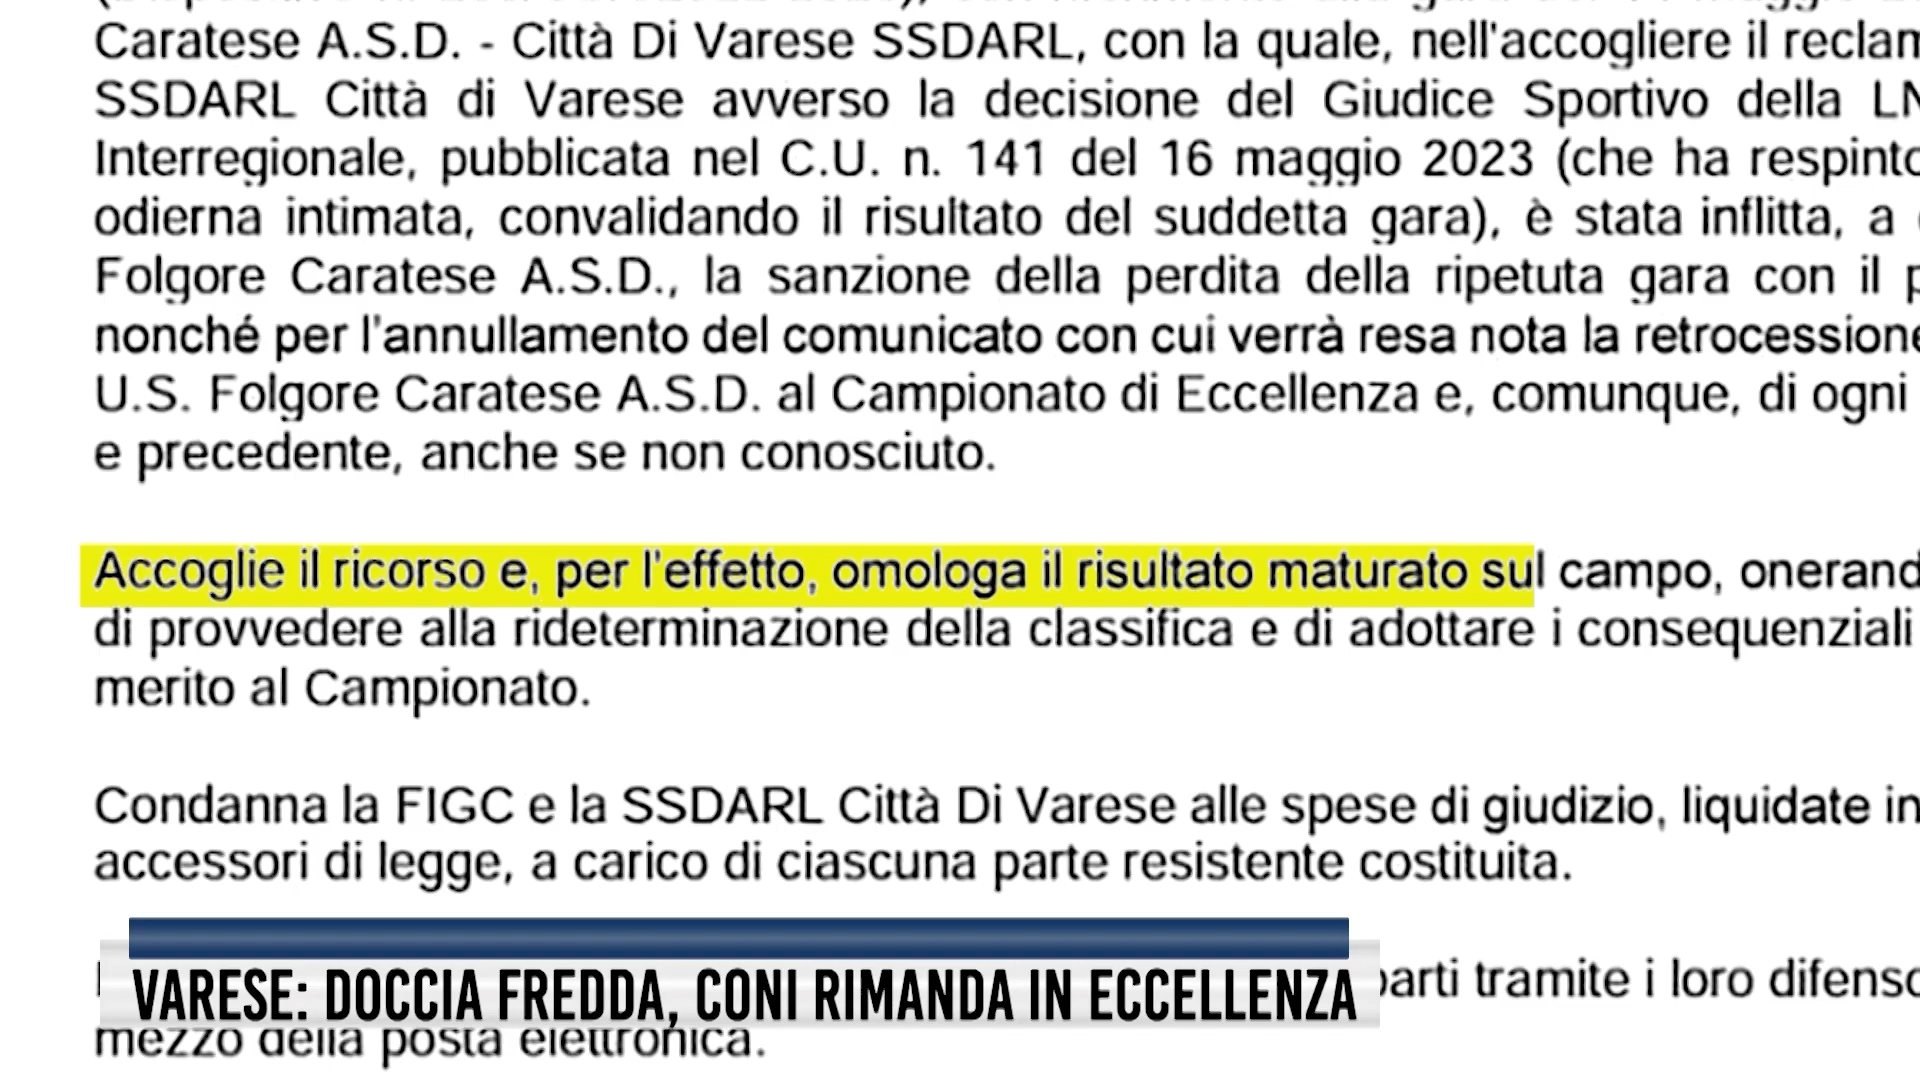 Caratese A.S.D. - Città Di Varese SSDARL, con la quale, nell'accogliere il
SSDARL Città di Varese avverso la decisione del Giudice Sportivo della
Interregionale, pubblicata nel C.U. n. 141 del 16 maggio 2023 (che ha
odierna intimata, convalidando il risultato del suddetta gara), è stata inflitta, a
Folgore Caratese A.S.D., la sanzione della perdita della ripetuta gara con il
nonché per l'annullamento del comunicato con cui verrà resa nota la retrocessione
U.S. Folgore Caratese A.S.D. al Campionato di Eccellenza e, comunque, di ogni
e precedente, anche se non conosciuto.
Accoglie il ricorso e, per l'effetto, omologa il risultato maturato sul campo,
di provvedere alla rideterminazione della classifica e di adottare i consequenziali
merito al Campionato.
Condanna la FIGC e la SSDARL Città Di Varese alle spese di giudizio, liquidate in
accessori di legge, a carico di ciascuna parte resistente costituita.
parti tramite i loro
VARESE: DOCCIA FREDDA, CONI RIMANDA IN ECCELLENZA
mezzo della posta elettronica.